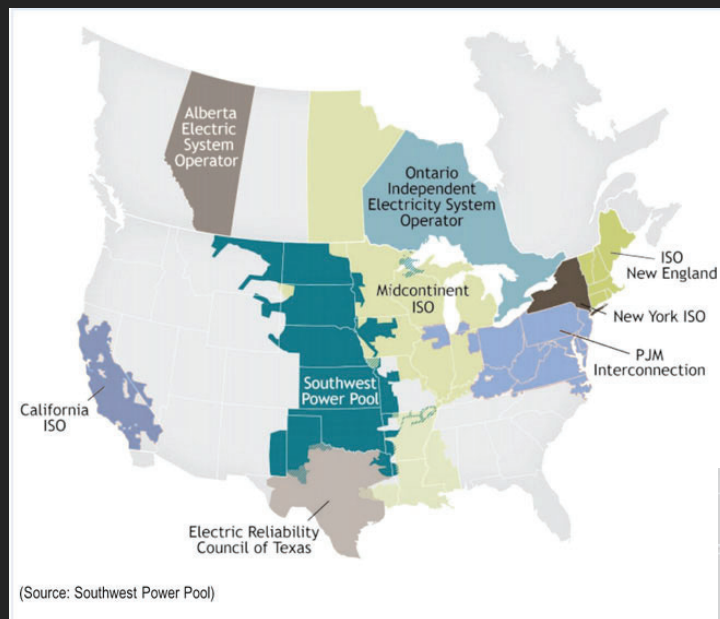 Alberta
Electric
System
Operator
Ontario
Independent
Electricity System
Operator
ISO
New England
Midcontinent
ISO
New York ISO
PJM
Interconnection
Southwest
Power Pool
California
ISO
Electric Reliability
Council of Texas
(Source: Southwest Power Pool)